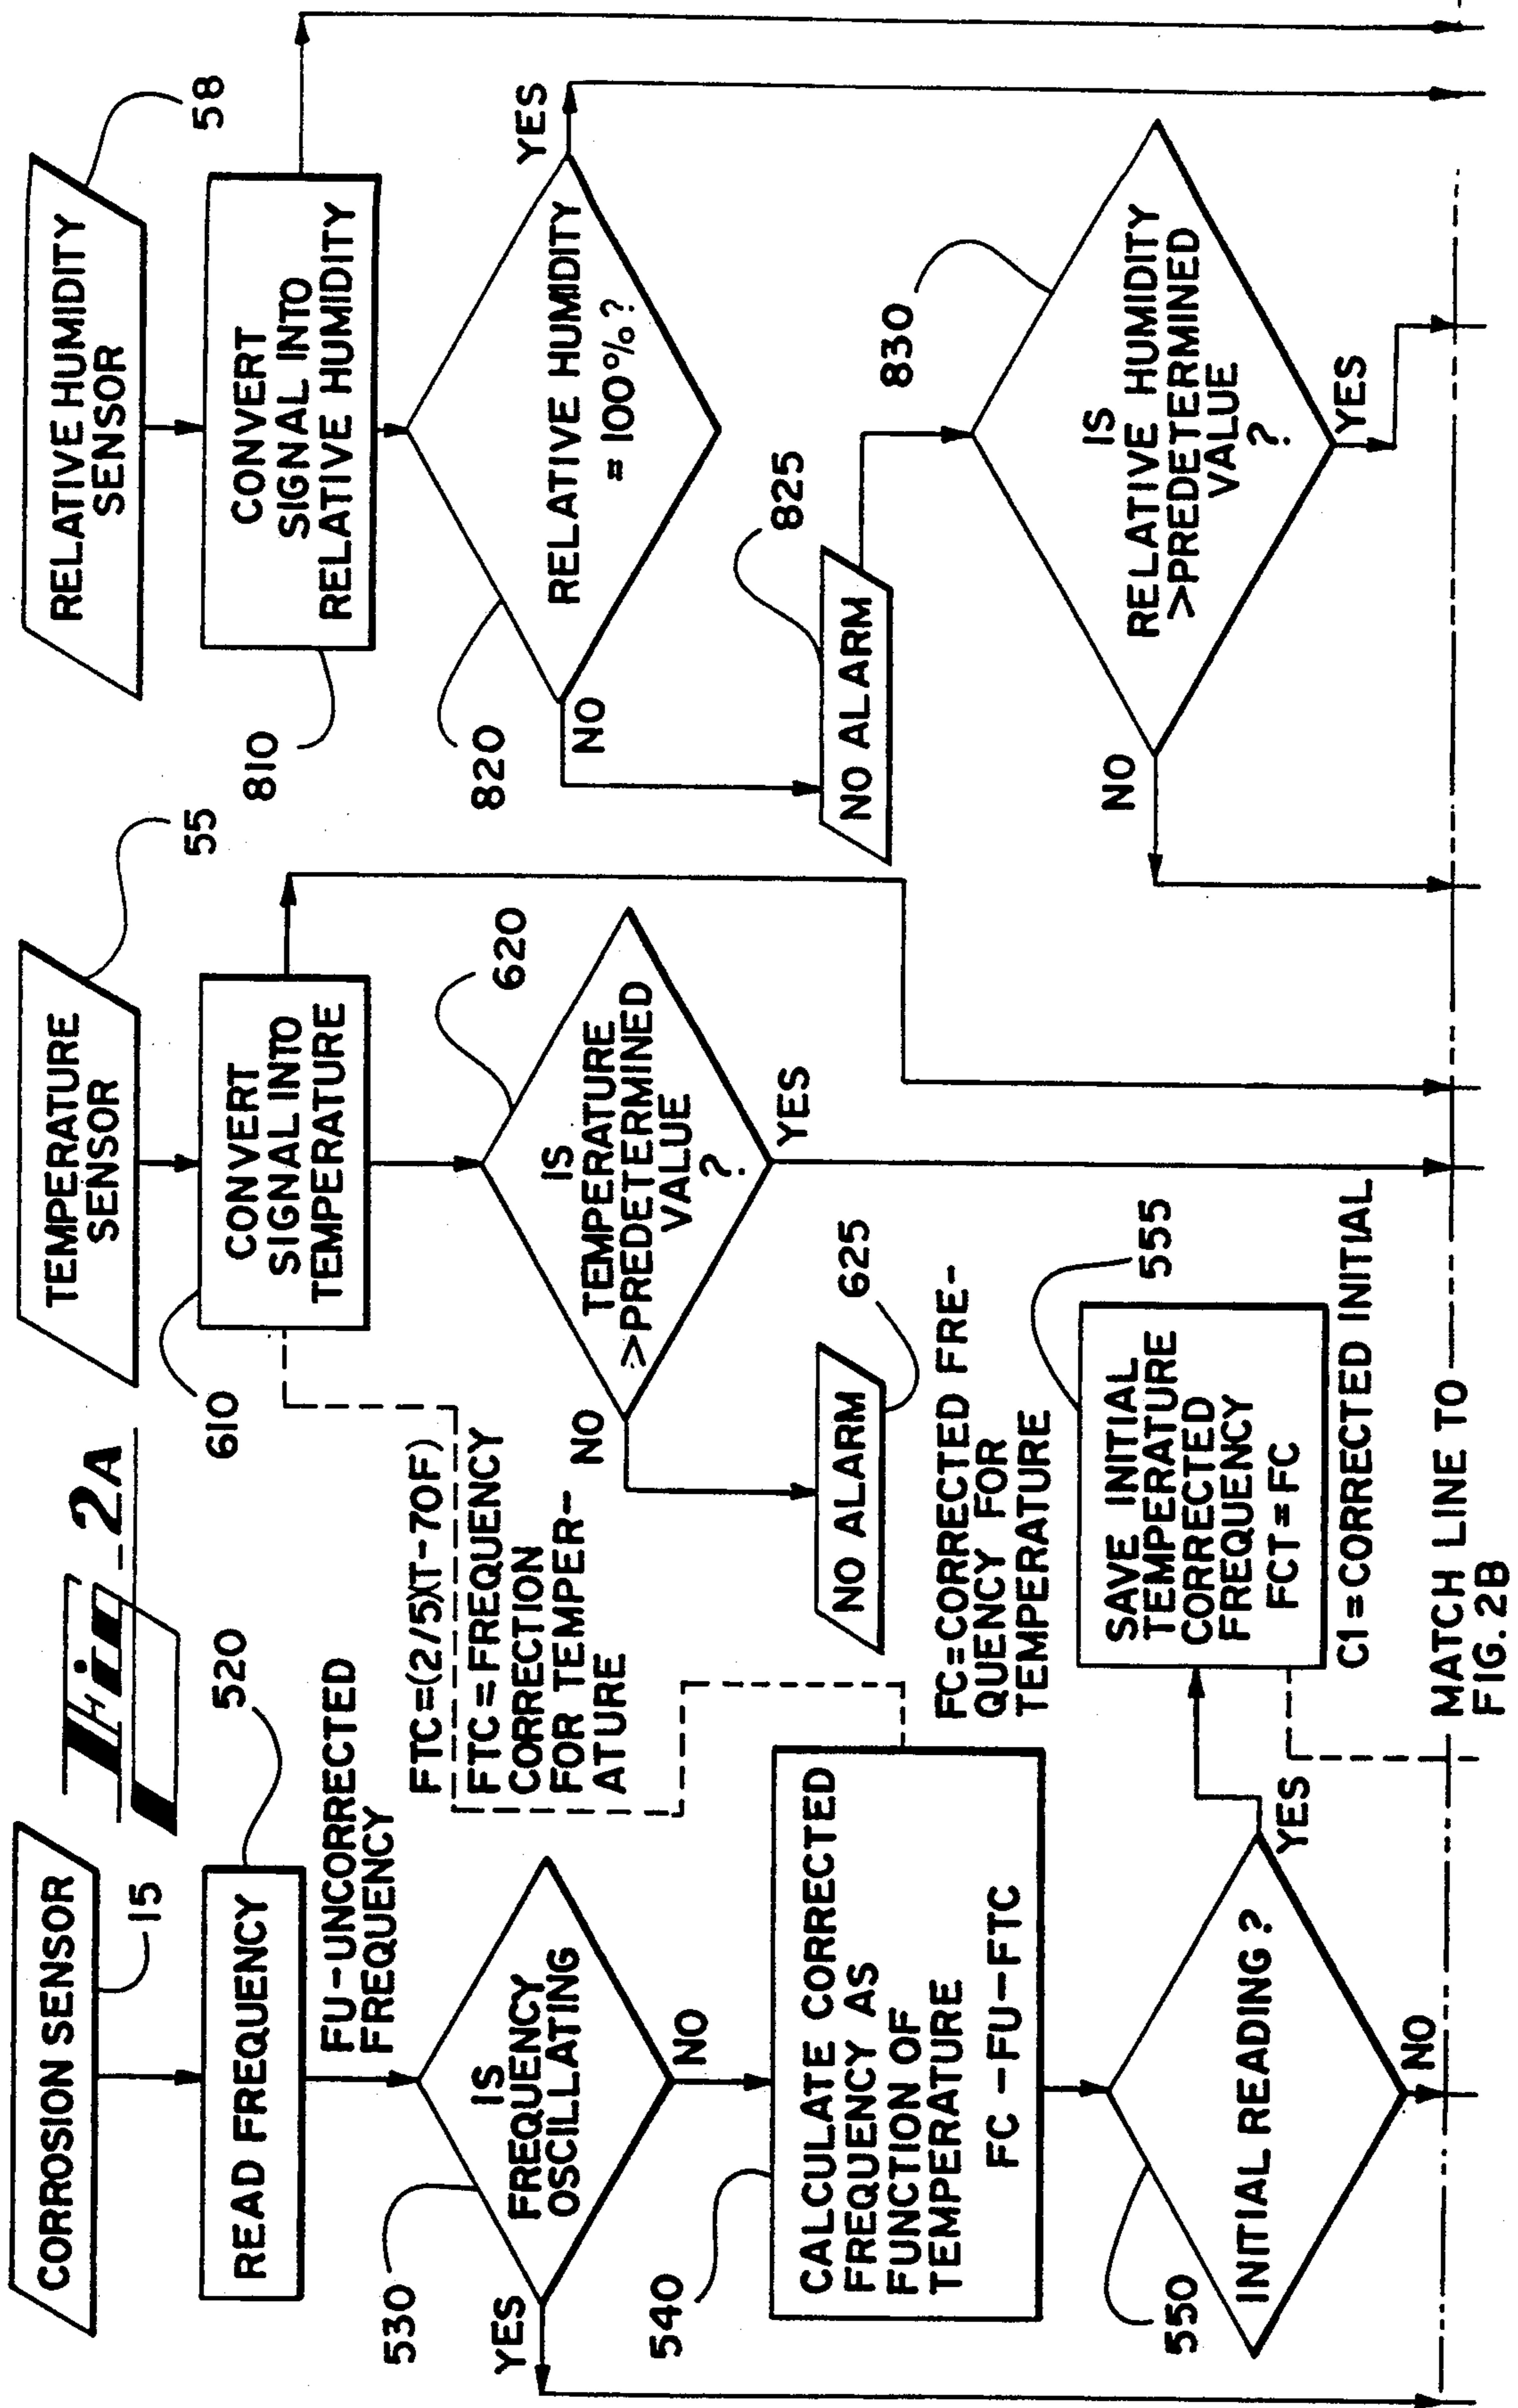 Fig_2A
CORROSION SENSOR
15
READ FREQUENCY
520
FU-UNCORRECTED
FREQUENCY
IS
FREQUENCY
OSCILLATING
530
YES
NO
CALCULATE CORRECTED
FREQUENCY AS
FUNCTION OF
TEMPERATURE
FC -FU-FTC
540
INITIAL READING ?
550
YES
NO
FTC=(2/5)(T-70F)
FTC=FREQUENCY
CORRECTION
FOR TEMPER-
ATURE
FC=CORRECTED FRE-
QUENCY FOR
TEMPERATURE
SAVE INITIAL
TEMPERATURE
CORRECTED
FREQUENCY
FCT=FC
555
C1=CORRECTED INITIAL
TEMPERATURE
SENSOR
55
CONVERT
SIGNAL INTO
TEMPERATURE
610
IS
TEMPERATURE
>PREDETERMINED
VALUE
?
620
NO
YES
NO ALARM
625
RELATIVE HUMIDITY
SENSOR
58
CONVERT
SIGNAL INTO
RELATIVE HUMIDITY
810
RELATIVE HUMIDITY
= 100%?
820
YES
NO
NO ALARM
825
IS
RELATIVE HUMIDITY
>PREDETERMINED
VALUE
?
830
NO
YES
MATCH LINE TO
FIG. 2B